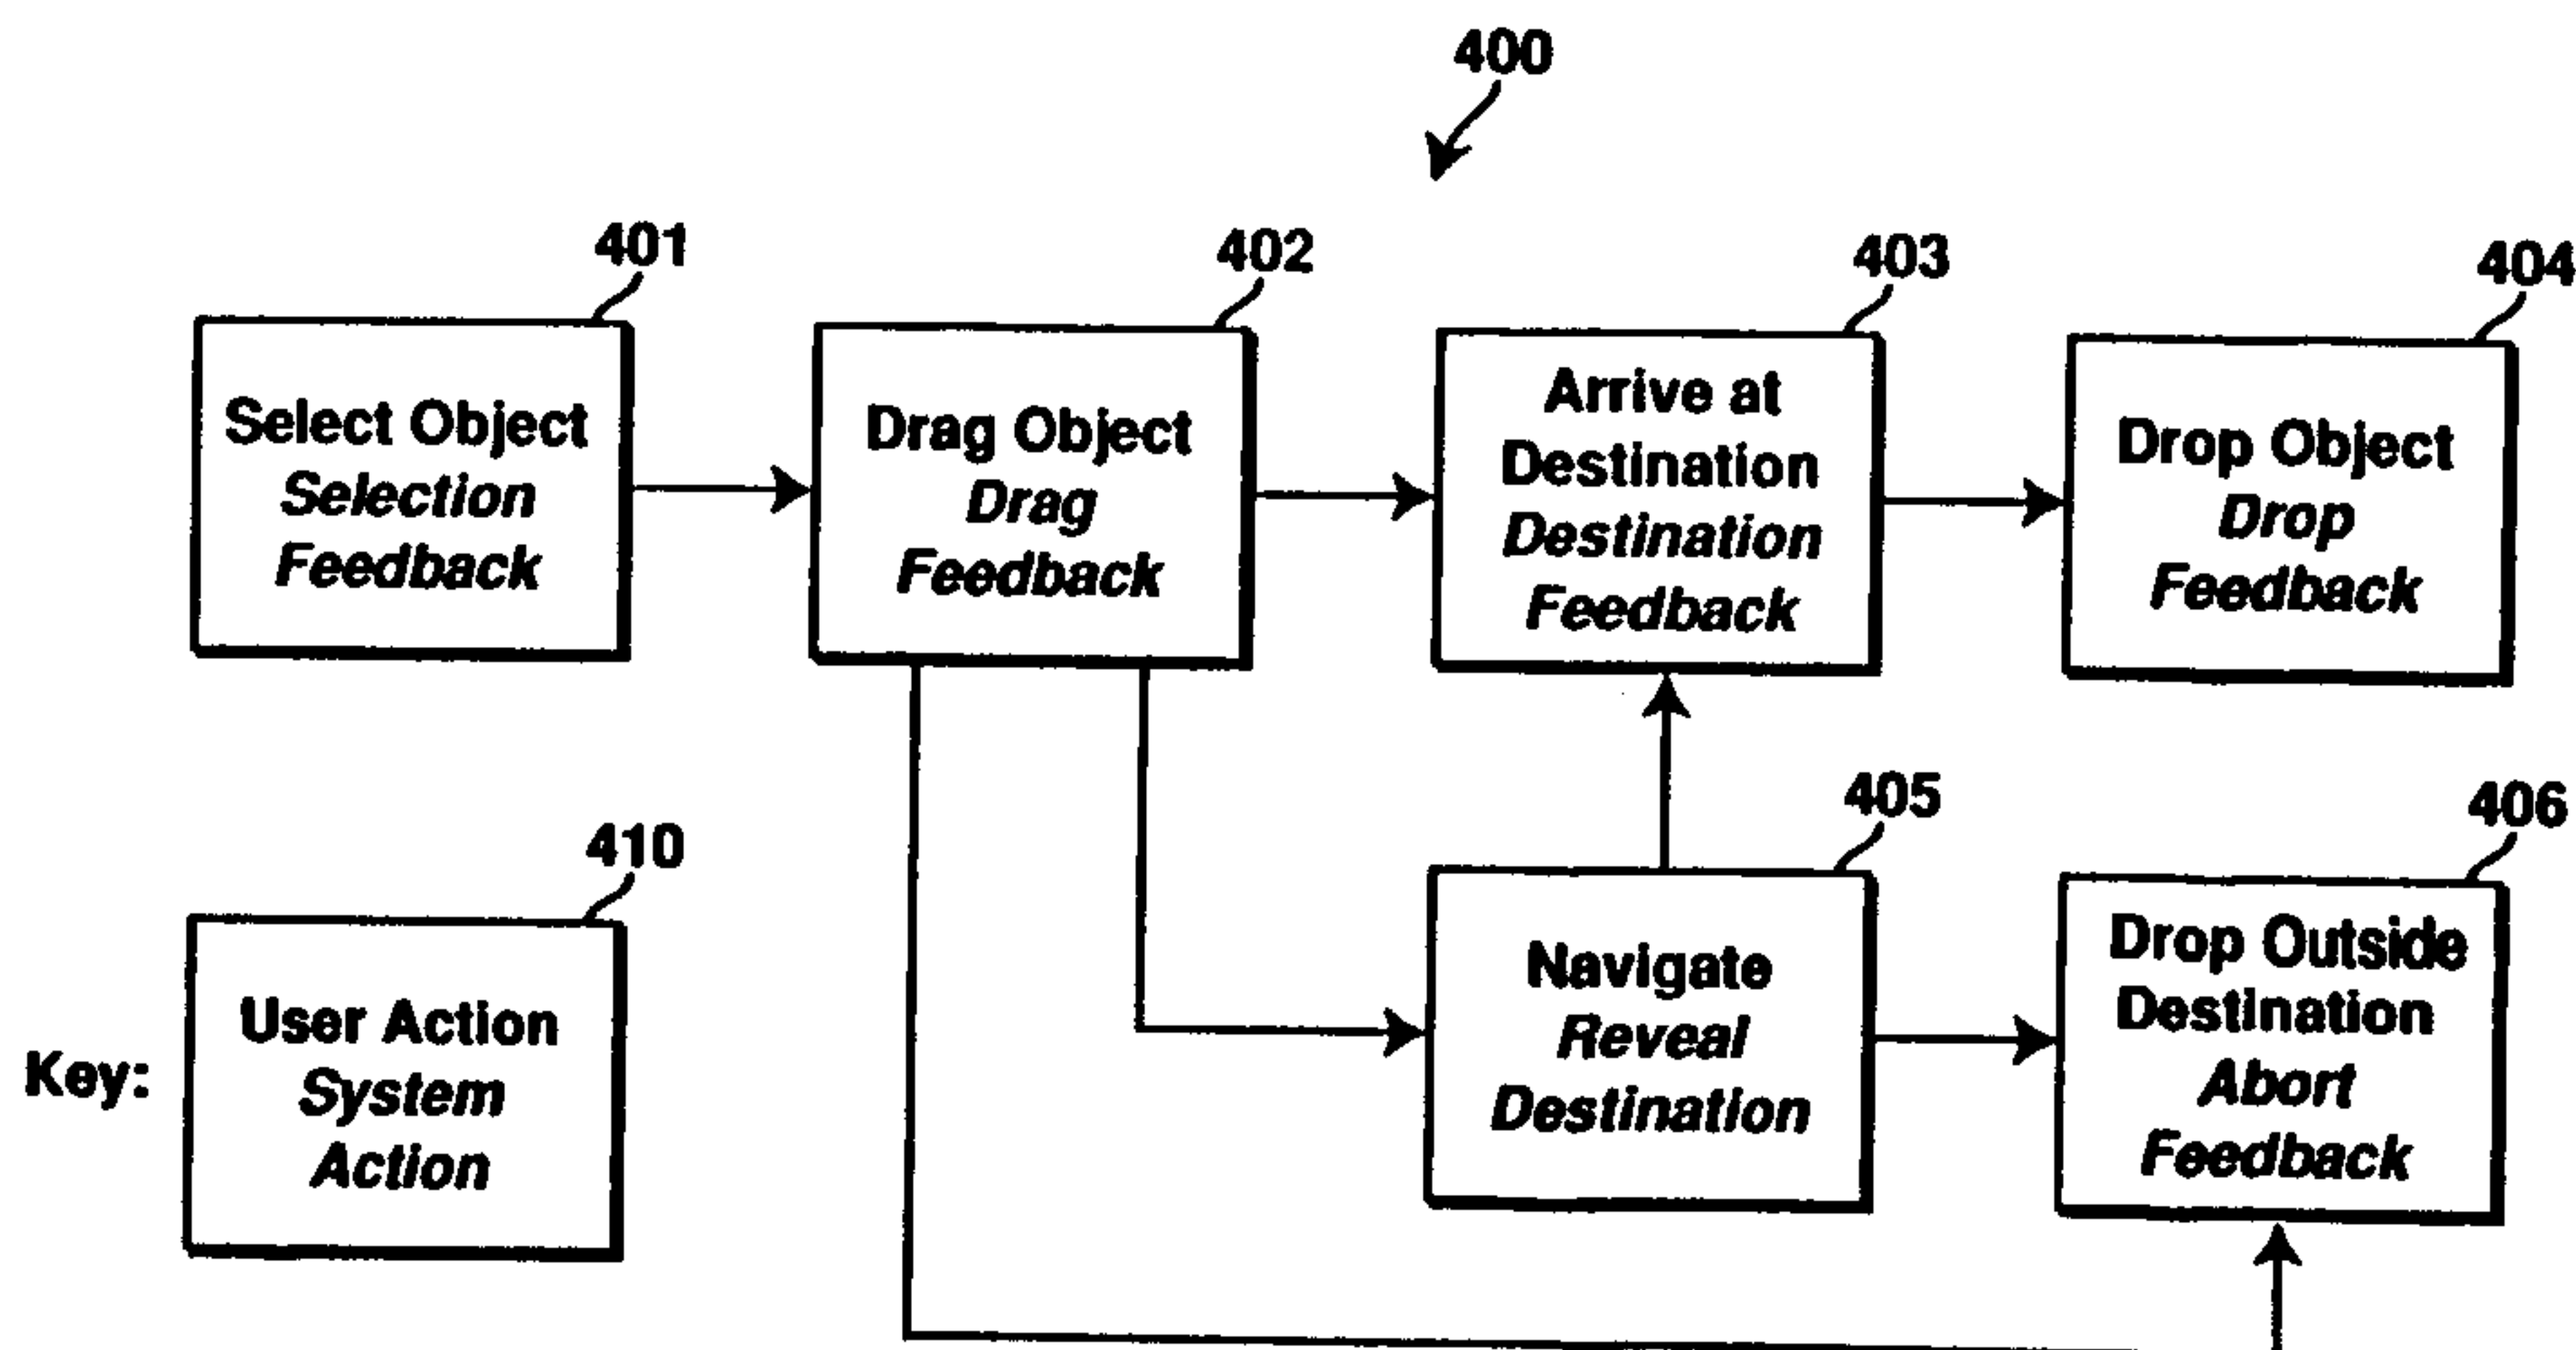 400
401
Select Object
Selection
Feedback
402
Drag Object
Drag
Feedback
403
Arrive at
Destination
Destination
Feedback
404
Drop Object
Drop
Feedback
Key:
410
User Action
System
Action
405
Navigate
Reveal
Destination
406
Drop Outside
Destination
Abort
Feedback